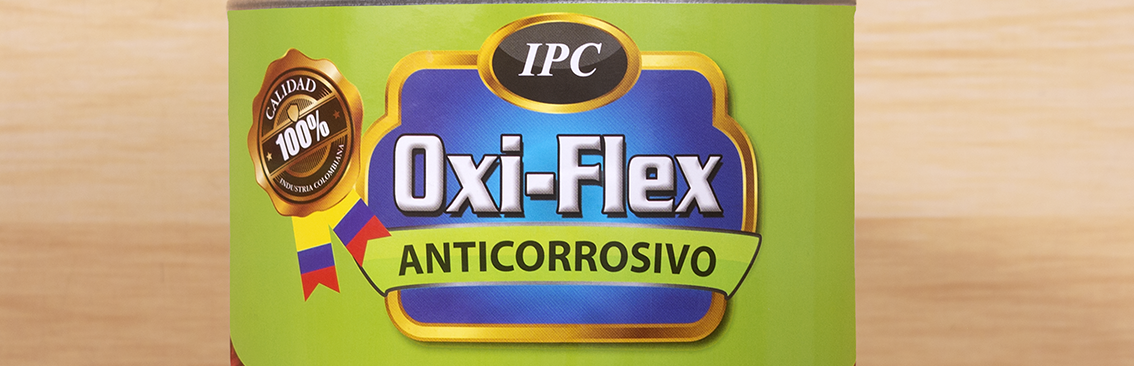 IPC
CALIDAD
100%
INDUSTRIA COLOMBIANA
Oxi-Flex
ANTICORROSIVO